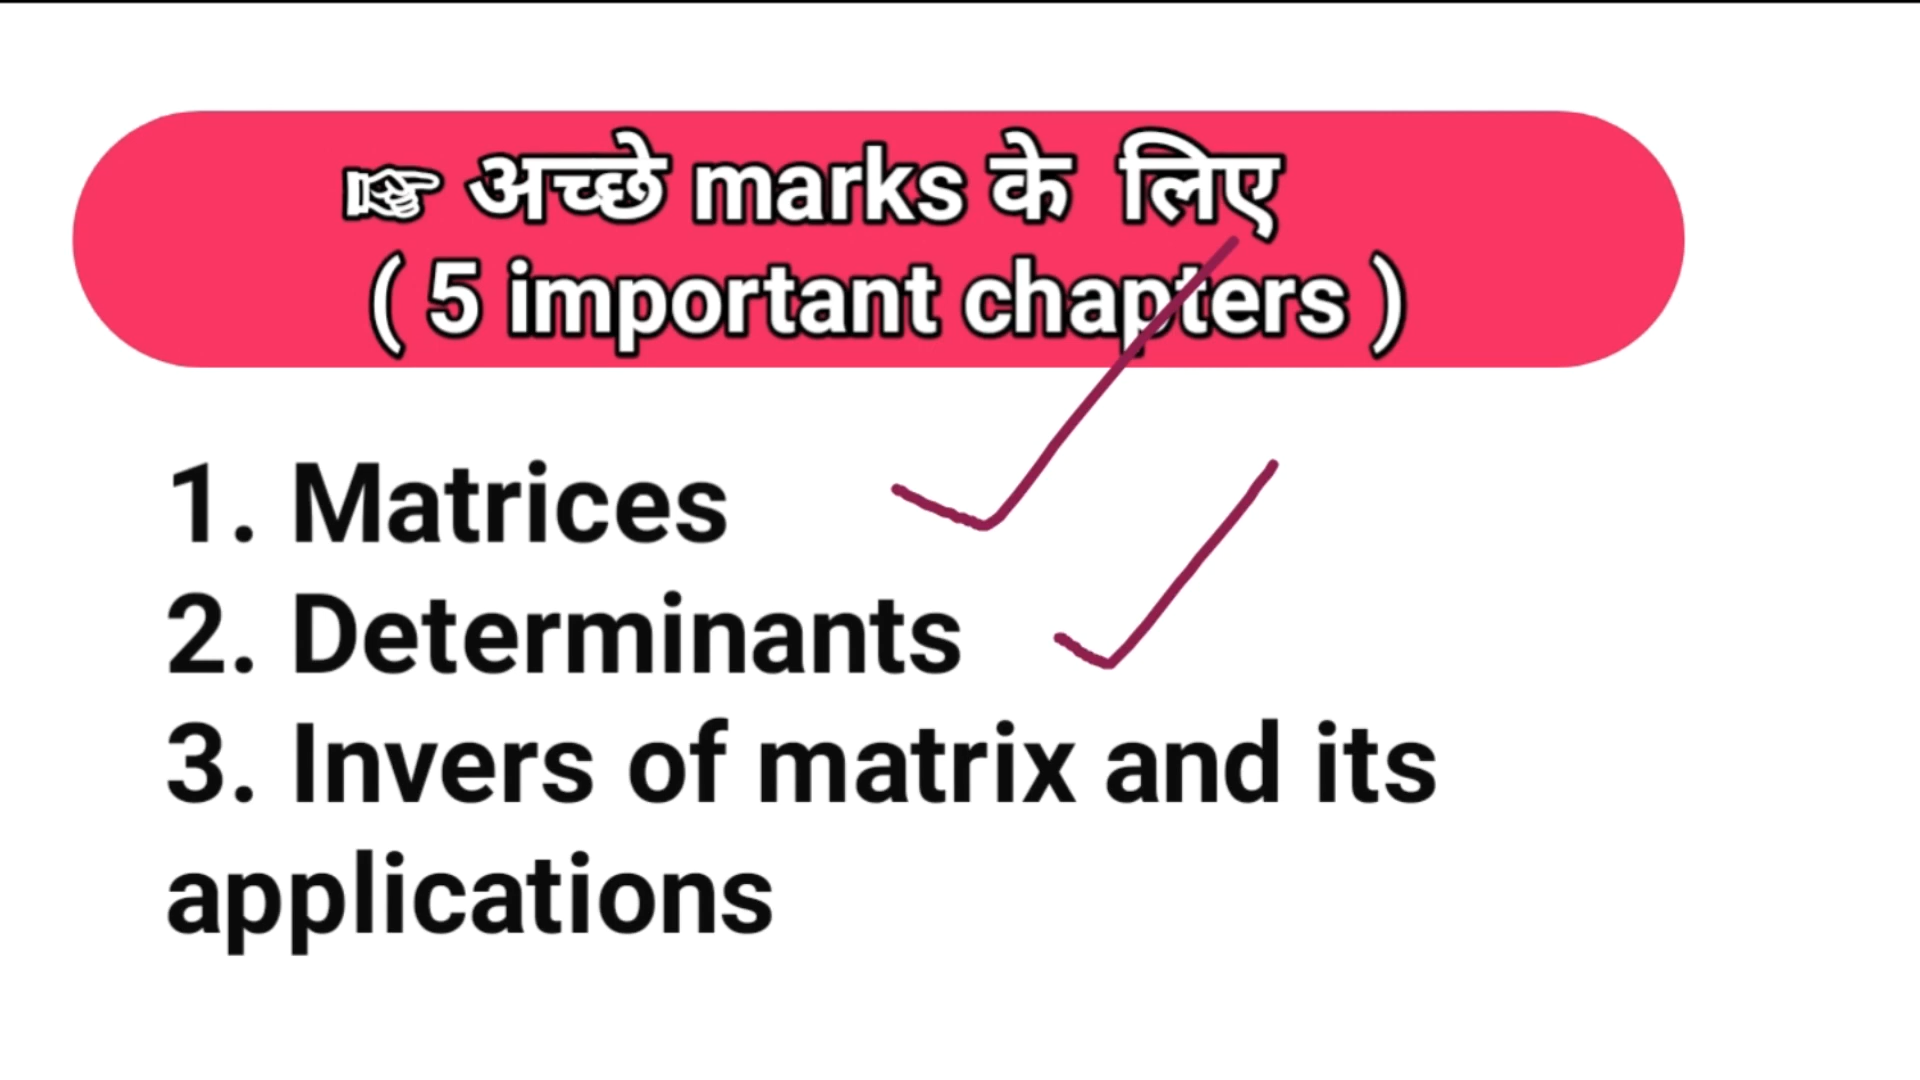 ☞ अच्छे marks के लिए
( 5 important chapters )
1. Matrices
2. Determinants
3. Invers of matrix and its
applications